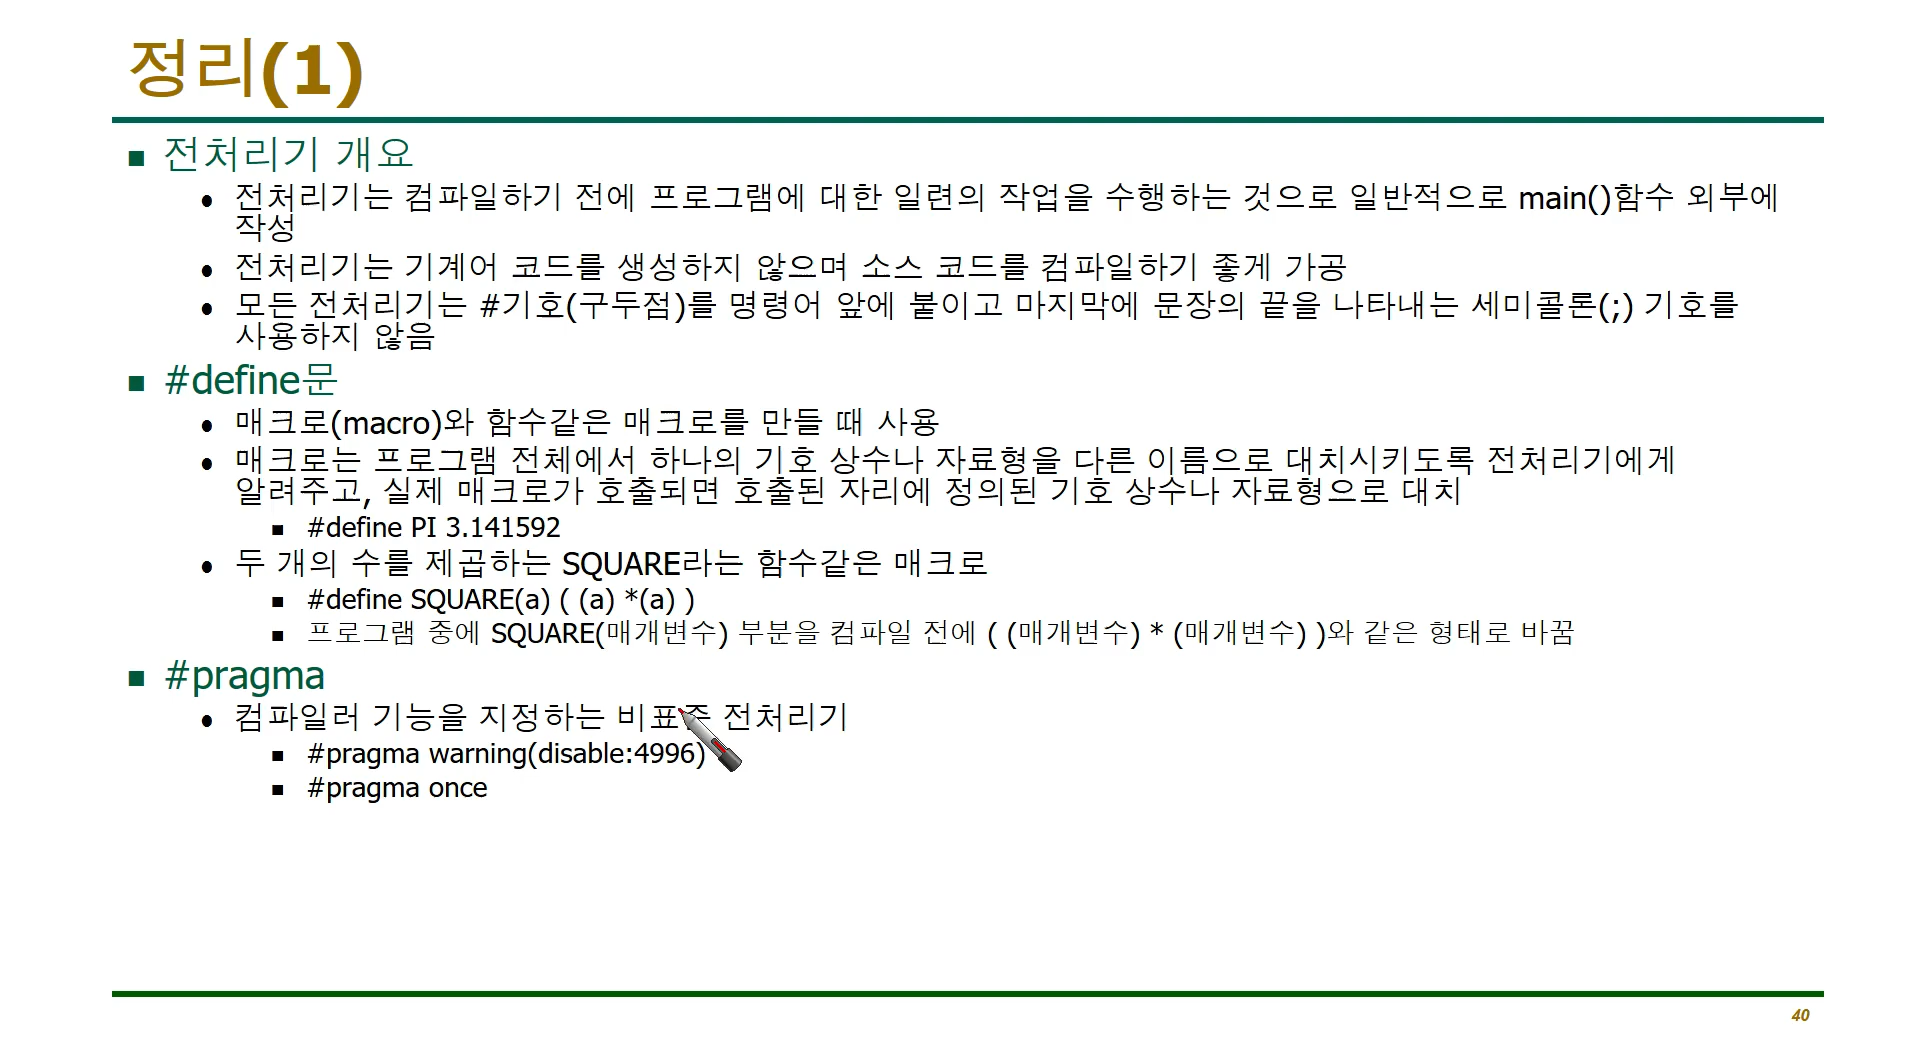 정리(1)
전처리기 개요
전처리기는 컴파일하기 전에 프로그램에 대한 일련의 작업을 수행하는 것으로 일반적으로 main()함수 외부에
작성
전처리기는 기계어 코드를 생성하지 않으며 소스 코드를 컴파일하기 좋게 가공
모든 전처리기는 #기호(구두점)를 명령어 앞에 붙이고 마지막에 문장의 끝을 나타내는 세미콜론(;) 기호를
사용하지 않음
#define문
매크로(macro)와 함수같은 매크로를 만들 때 사용
매크로는 프로그램 전체에서 하나의 기호 상수나 자료형을 다른 이름으로 대치시키도록 전처리기에게
알려주고, 실제 매크로가 호출되면 호출된 자리에 정의된 기호 상수나 자료형으로 대치
#define PI 3.141592
두 개의 수를 제곱하는 SQUARE라는 함수같은 매크로
#define SQUARE(a) ( (a) *(a) )
프로그램 중에 SQUARE(매개변수) 부분을 컴파일 전에 ( (매개변수) * (매개변수) )와 같은 형태로 바꿈
#pragma
컴파일러 기능을 지정하는 비표준 전처리기
#pragma warning(disable:4996)
#pragma once
40